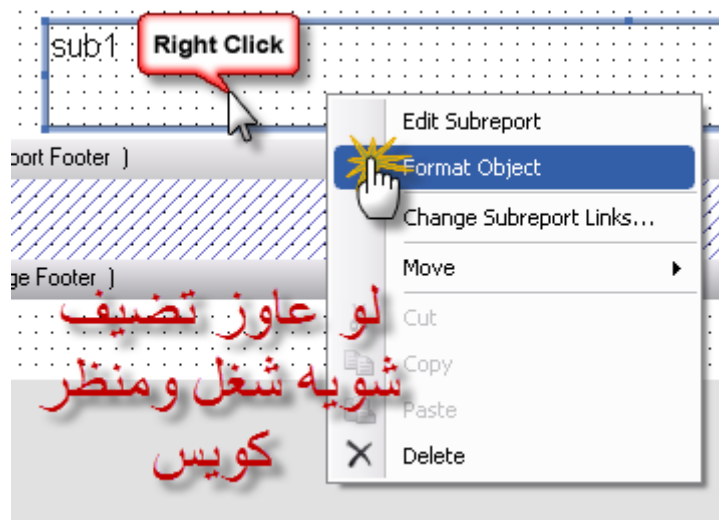 sub1
Right Click
Edit Subreport
Format Object
Change Subreport Links...
Move
Cut
Copy
Paste
Delete
port Footer )
ge Footer )
لو عاوز تضيف
شويه شغل ومنظر
كويس